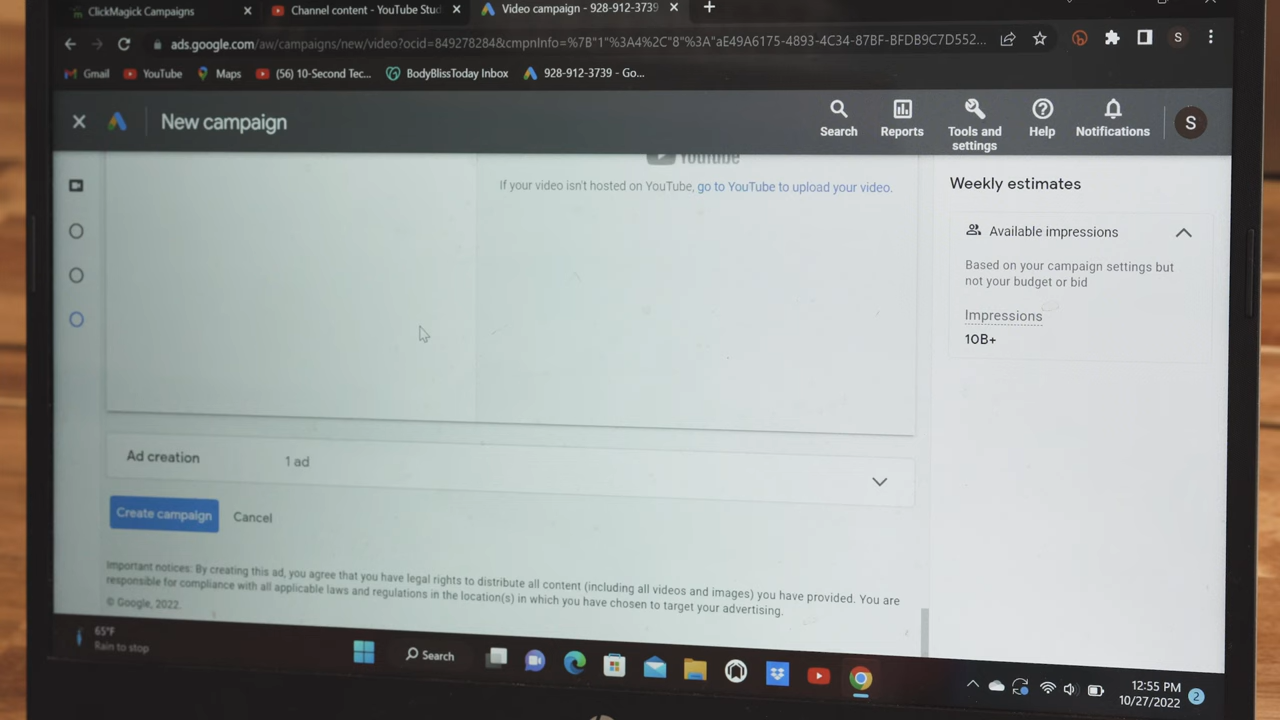 ClickMagick Campaigns
Channel content - YouTube Stud
Video campaign - 928-912-3739
ads.google.com/aw/campaigns/new/video?ocid=849278284&cmpnInfo=%7B"1"%3A4%2C"8"%3A"aE49A6175-4893-4C34-87BF-BFDB9C7D552...
S
Gmail
YouTube
Maps
(56) 10-Second Tec...
BodyBlissToday Inbox
928-912-3739 - Go...
New campaign
Search
Reports
Tools and
settings
Help
Notifications
S
YouTube
If your video isn't hosted on YouTube, go to YouTube to upload your video.
Weekly estimates
Available impressions
Based on your campaign settings but
not your budget or bid
Impressions
10B+
Ad creation
1 ad
Create campaign
Cancel
Important notices: By creating this ad, you agree that you have legal rights to distribute all content (including all videos and images) you have provided. You are
responsible for compliance with all applicable laws and regulations in the location(s) in which you have chosen to target your advertising.
© Google, 2022.
65°F
Rain to stop
Search
12:55 PM
10/27/2022
2